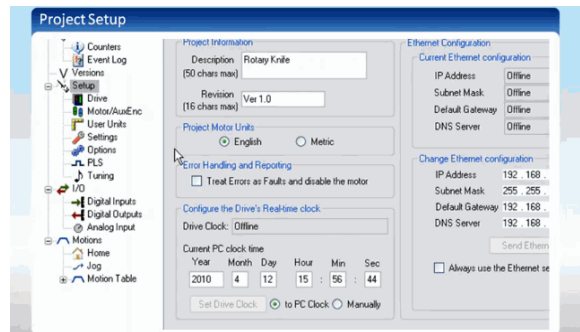 Project Setup
Counters
Event Log
Versions
Setup
Drive
Motor/AuxEnc
User Units
Settings
Options
PLS
Tuning
I/O
Digital Inputs
Digital Outputs
Analog Input
Motions
Home
Jog
Motion Table
Project Information
Description
(50 chars max)
Rotary Knife
Revision
(16 chars max)
Ver 1.0
Project Motor Units
English Metric
Error Handling and Reporting
Treat Errors as Faults and disable the motor
Configure the Drive's Real-time clock
Drive Clock: Offline
Current PC clock time
Year Month Day Hour Min Sec
2010 4 12 15 : 56 : 44
Set Drive Clock to PC Clock Manually
Ethernet Configuration
Current Ethernet configuration
IP Address Offline
Subnet Mask Offline
Default Gateway Offline
DNS Server Offline
Change Ethernet configuration
IP Address 192 . 168 .
Subnet Mask 255 . 255 .
Default Gateway 192 . 168 .
DNS Server 192 . 168 .
Send Ethern
Always use the Ethernet se